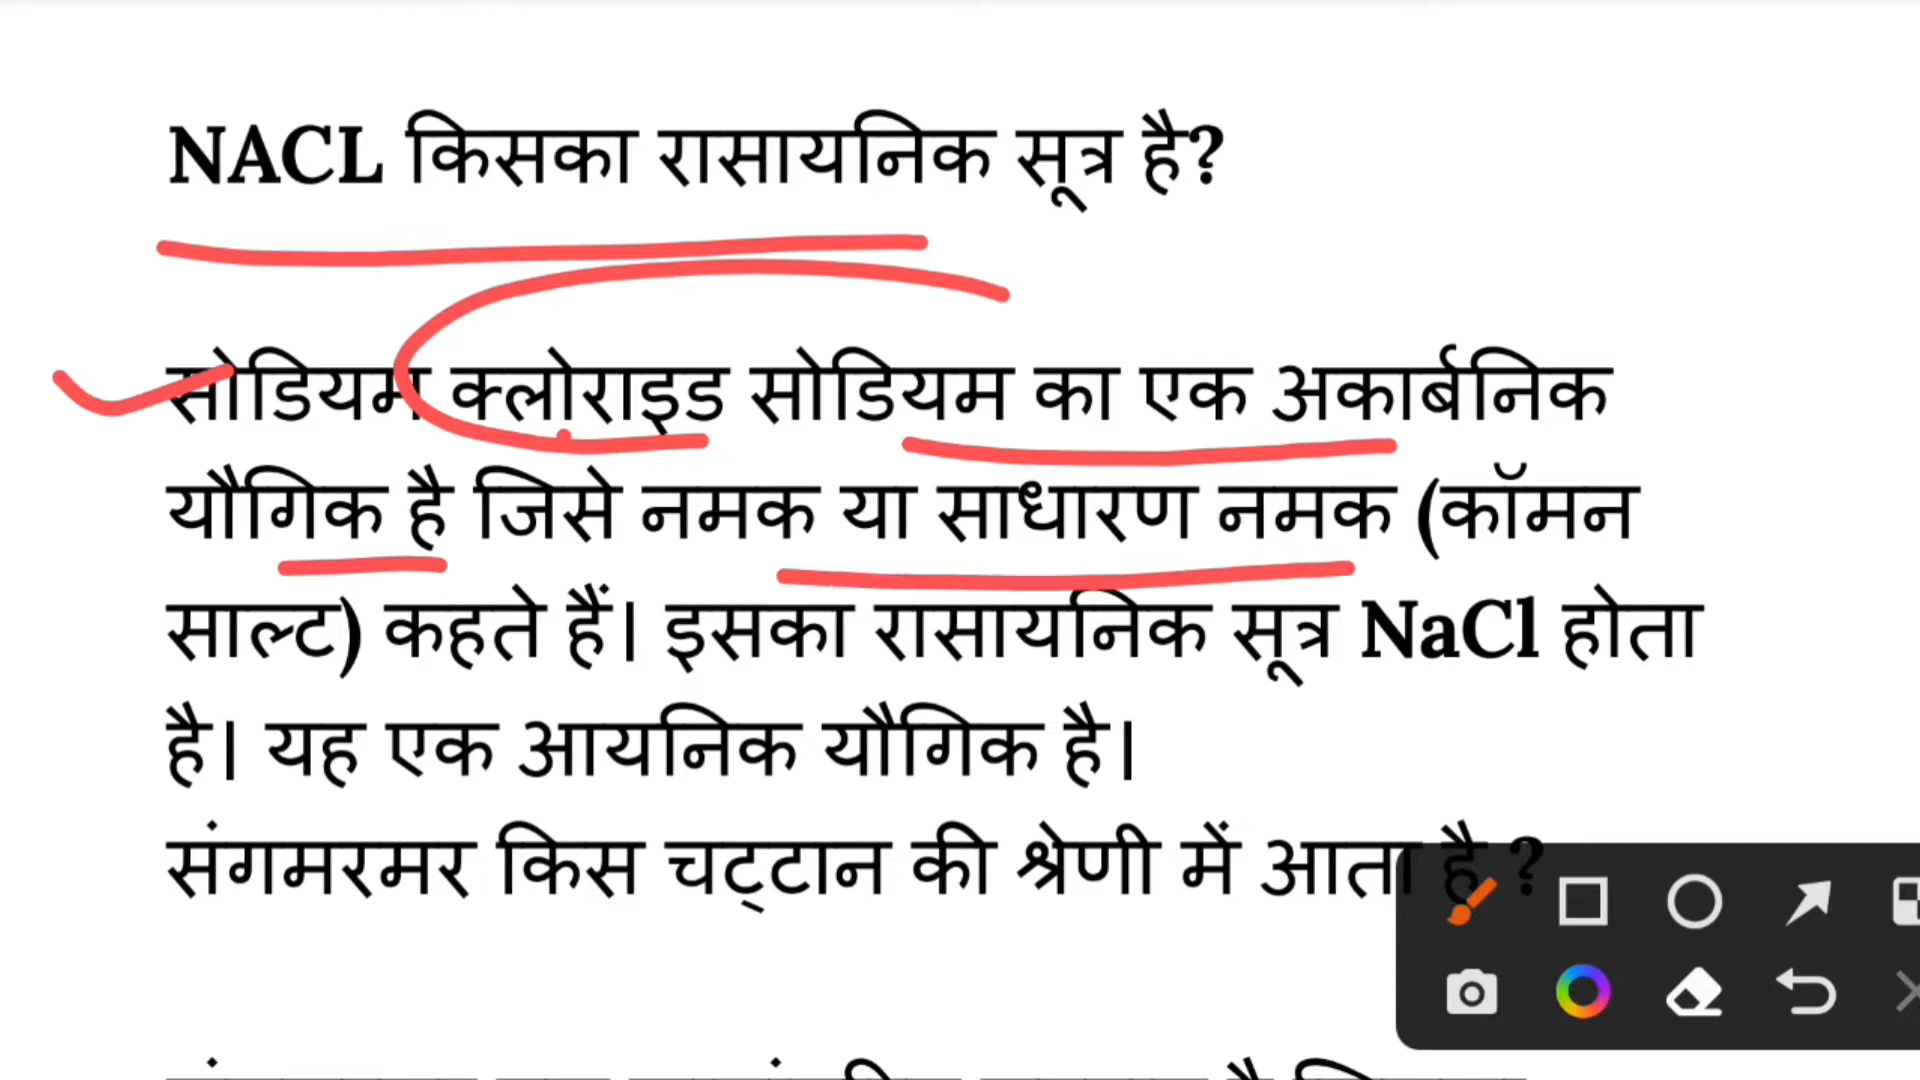 NACL किसका रासायनिक सूत्र है?
सोडियम क्लोराइड सोडियम का एक अकार्बनिक
यौगिक है जिसे नमक या साधारण नमक (कॉमन
साल्ट) कहते हैं। इसका रासायनिक सूत्र NaCl होता
है। यह एक आयनिक यौगिक है।
संगमरमर किस चट्टान की श्रेणी में आता है ?